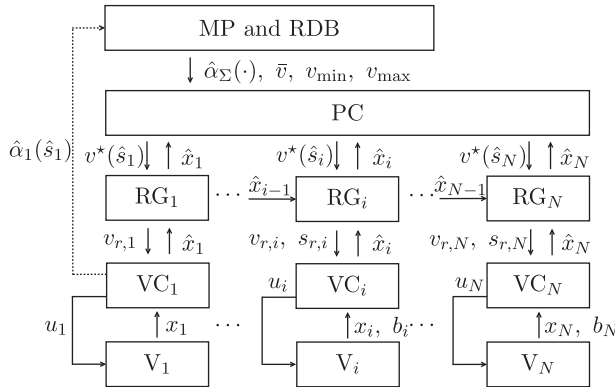 MP and RDB
α̂_Σ(·), v̄, v_min, v_max
PC
α̂_1(ŝ_1) v*(ŝ_1) x̂_1 v*(ŝ_i) x̂_i v*(ŝ_N) x̂_N
RG_1 ··· x̂_{i−1} RG_i ··· x̂_{N−1} RG_N
v_{r,1} x̂_1 v_{r,i}, s_{r,i} x̂_i v_{r,N}, s_{r,N} x̂_N
VC_1 u_i VC_i u_N VC_N
u_1 x_1 ··· x_i, b_i ··· x_N, b_N
V_1 V_i V_N